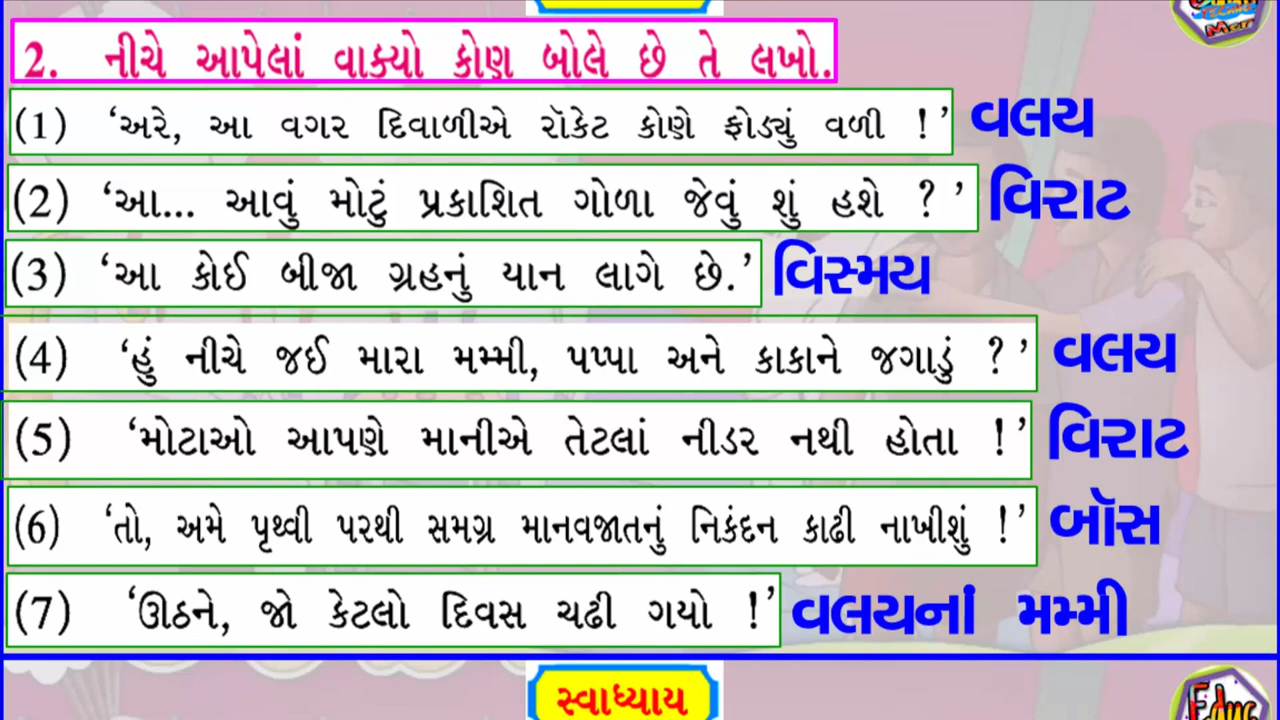 2. નીચે આપેલાં વાક્યો કોણ બોલે છે તે લખો.
(1) ‘અરે, આ વગર દિવાળીએ રૉકેટ કોણે ફોડ્યું વળી !’ વલય
(2) ‘આ... આવું મોટું પ્રકાશિત ગોળા જેવું શું હશે ?’ વિરાટ
(3) ‘આ કોઈ બીજા ગ્રહનું યાન લાગે છે.’ વિસ્મય
(4) ‘હું નીચે જઈ મારા મમ્મી, પપ્પા અને કાકાને જગાડું ?’ વલય
(5) ‘મોટાઓ આપણે માનીએ તેટલાં નીડર નથી હોતા !’ વિરાટ
(6) ‘તો, અમે પૃથ્વી પરથી સમગ્ર માનવજાતનું નિકંદન કાઢી નાખીશું !’ બૉસ
(7) ‘ઊઠને, જો કેટલો દિવસ ચઢી ગયો !’ વલયનાં મમ્મી
સ્વાધ્યાય